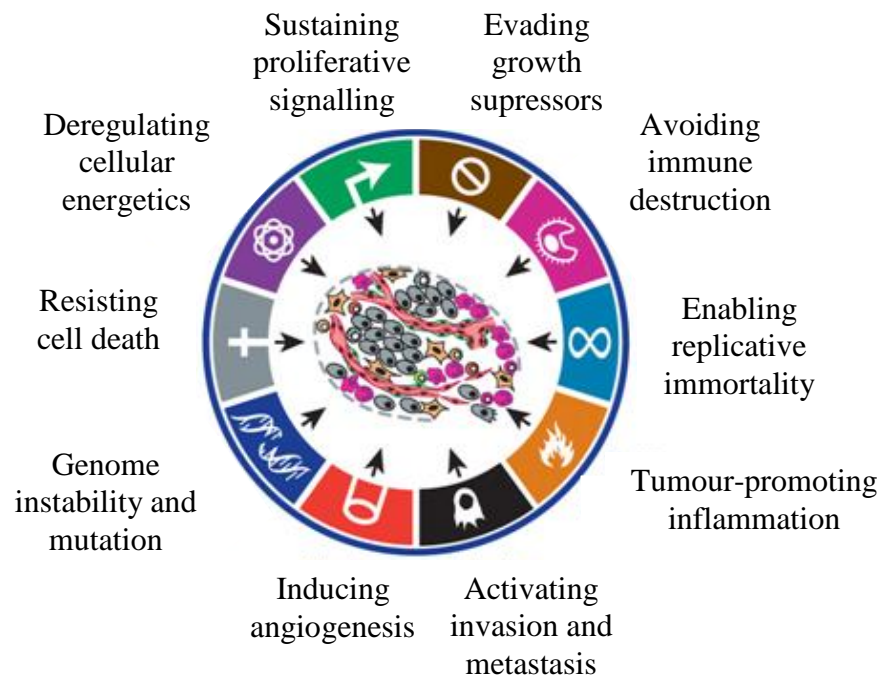 Sustaining
proliferative
signalling
Evading
growth
supressors
Deregulating
cellular
energetics
Avoiding
immune
destruction
Resisting
cell death
Enabling
replicative
immortality
Genome
instability and
mutation
Tumour-promoting
inflammation
Inducing
angiogenesis
Activating
invasion and
metastasis